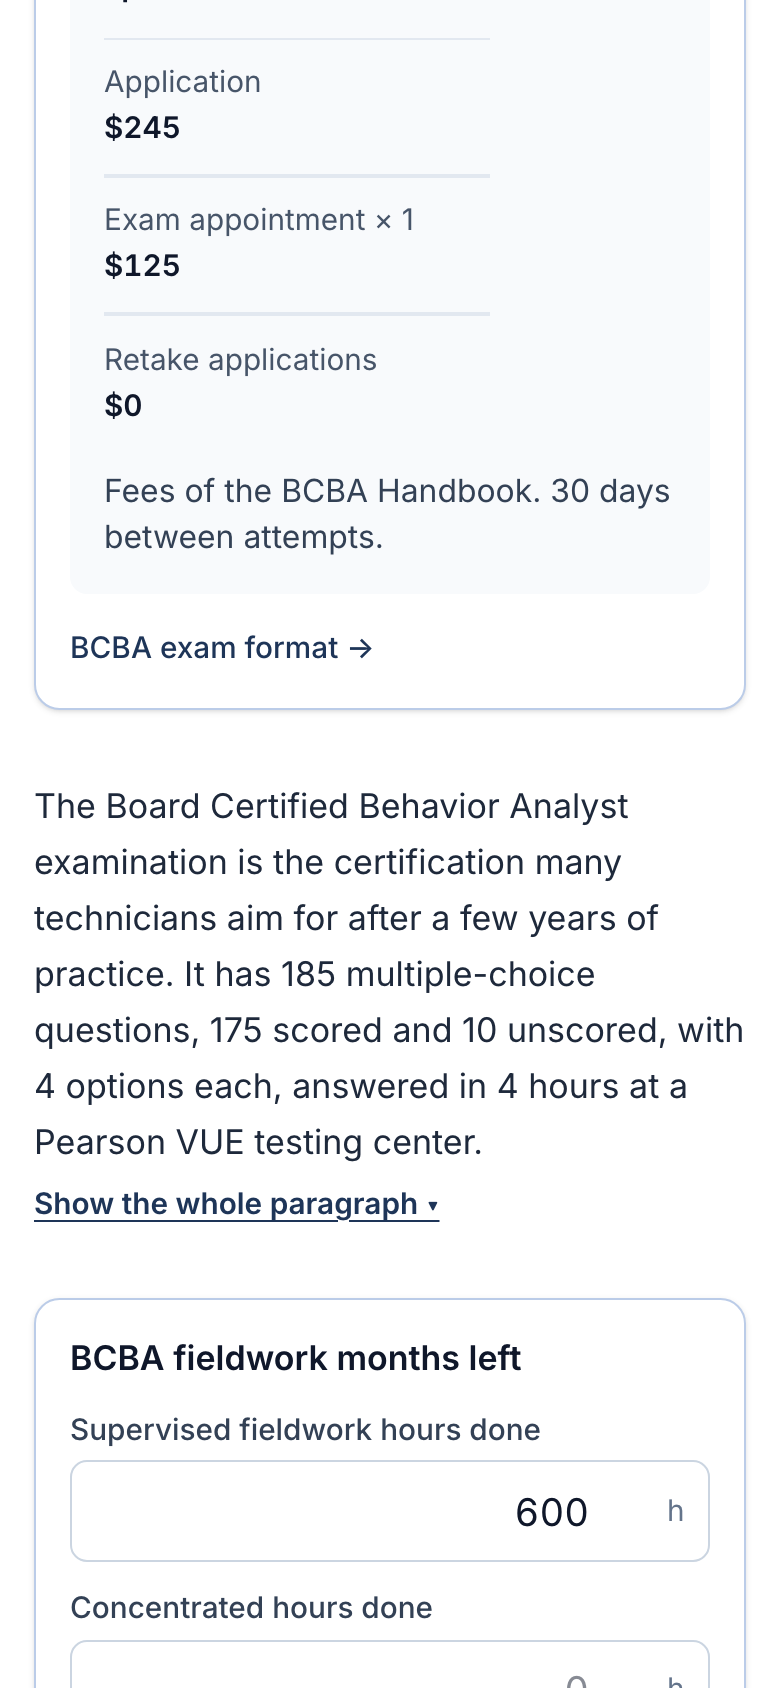 Application
$245
Exam appointment × 1
$125
Retake applications
$0
Fees of the BCBA Handbook. 30 days
between attempts.
BCBA exam format →
The Board Certified Behavior Analyst
examination is the certification many
technicians aim for after a few years of
practice. It has 185 multiple-choice
questions, 175 scored and 10 unscored, with
4 options each, answered in 4 hours at a
Pearson VUE testing center.
Show the whole paragraph ▾
BCBA fieldwork months left
Supervised fieldwork hours done
600 h
Concentrated hours done
0 h